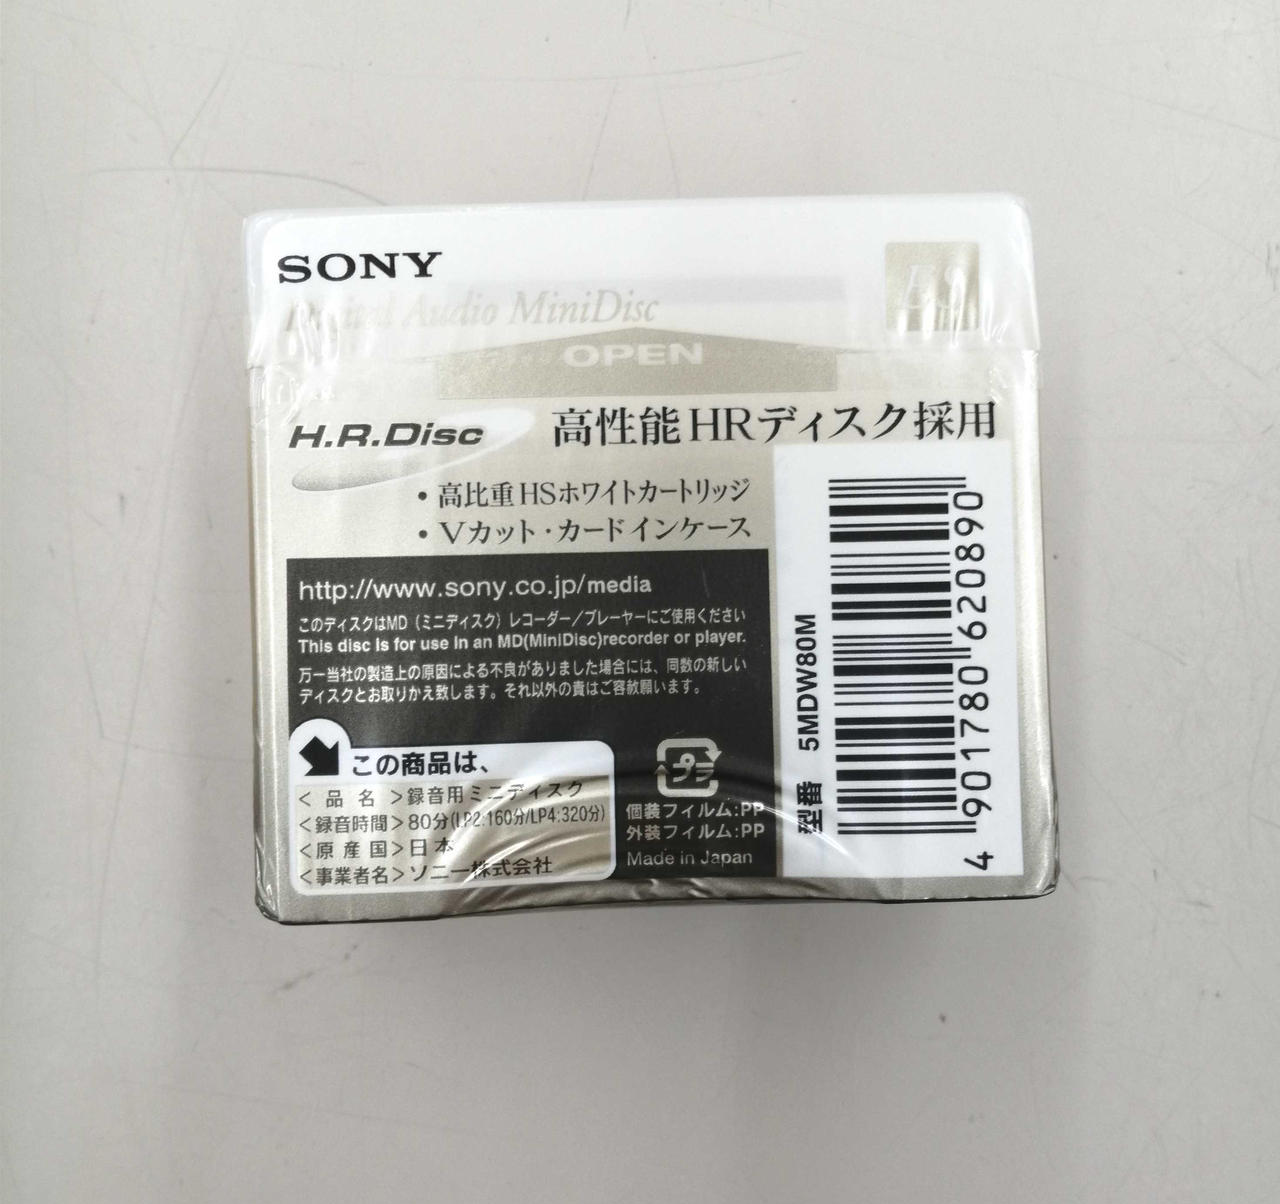 SONY
Digital Audio MiniDisc
ES
OPEN
H.R.Disc
高性能HRディスク採用
・高比重HSホワイトカートリッジ
・Vカット・カードインケース
http://www.sony.co.jp/media
このディスクはMD（ミニディスク）レコーダー／プレーヤーにご使用ください
This disc is for use in an MD(MiniDisc)recorder or player.
万一当社の製造上の原因による不良がありました場合には、同数の新しい
ディスクとお取りかえ致します。それ以外の責はご容赦願います。
この商品は、
<品名>録音用ミニディスク
<録音時間>80分(LP2:160分/LP4:320分)
<原産国>日本
<事業者名>ソニー株式会社
プラ
個装フィルム:PP
外装フィルム:PP
Made in Japan
型番 5MDW80M
4 901780 620890